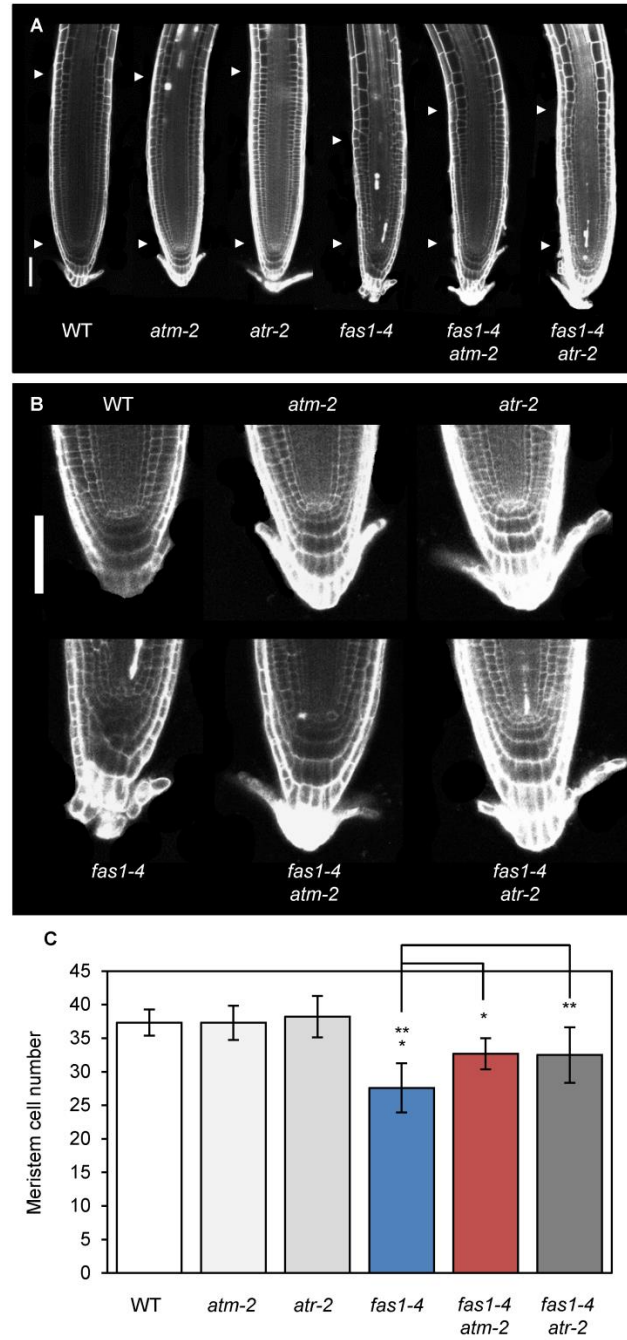 A
WT atm-2 atr-2 fas1-4 fas1-4 fas1-4
atm-2 atr-2
B
WT atm-2 atr-2
fas1-4 fas1-4 fas1-4
atm-2 atr-2
C
Meristem cell number
45
40
35
30
25
20
15
10
5
0
** * * **
WT atm-2 atr-2 fas1-4 fas1-4 fas1-4
atm-2 atr-2